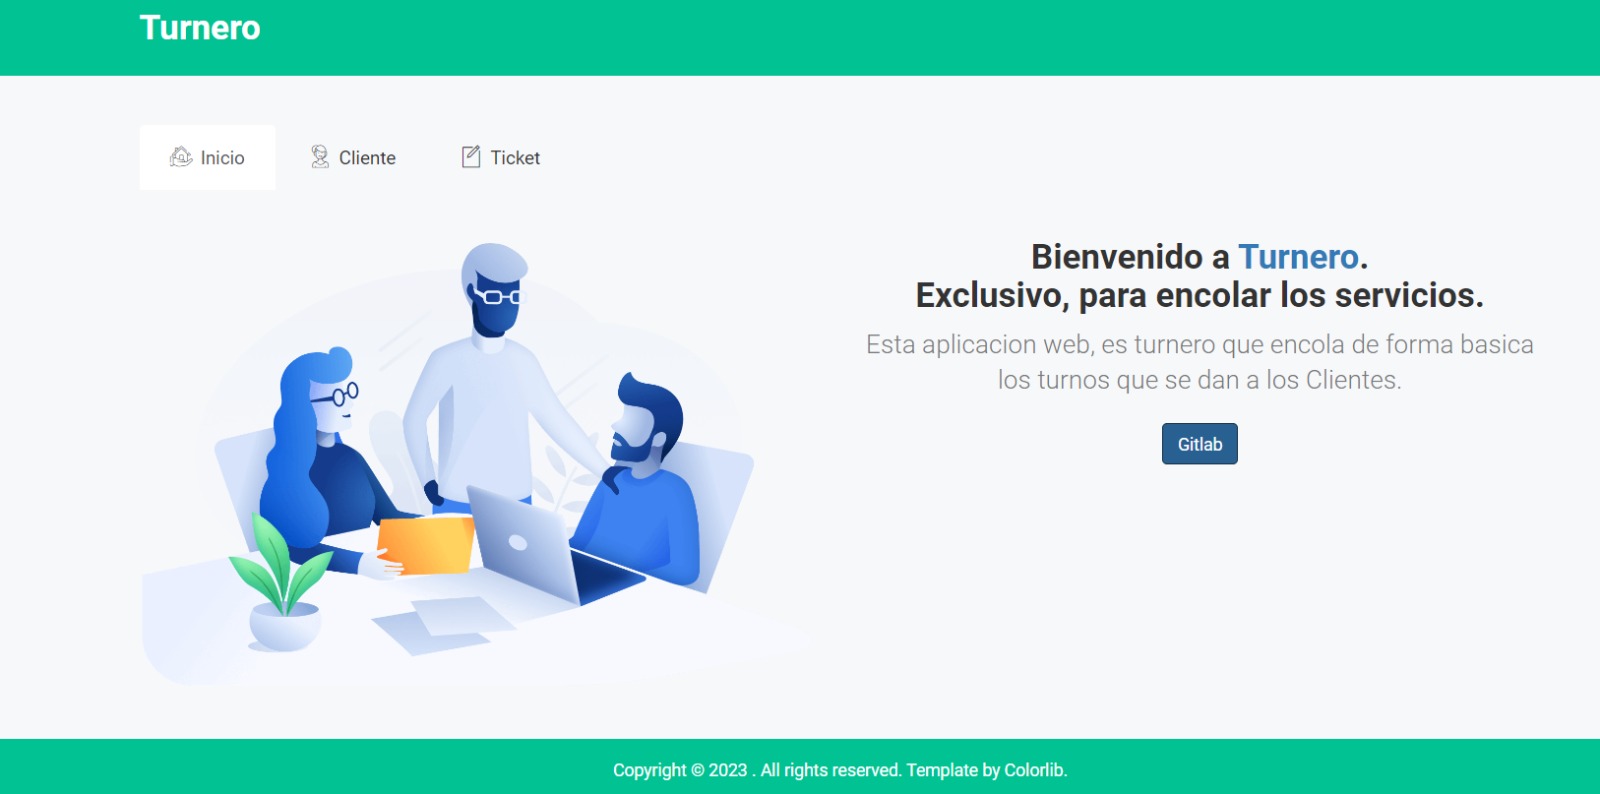 Turnero
Inicio
Cliente
Ticket
Bienvenido a Turnero.
Exclusivo, para encolar los servicios.
Esta aplicacion web, es turnero que encola de forma basica
los turnos que se dan a los Clientes.
Gitlab
Copyright © 2023 . All rights reserved. Template by Colorlib.